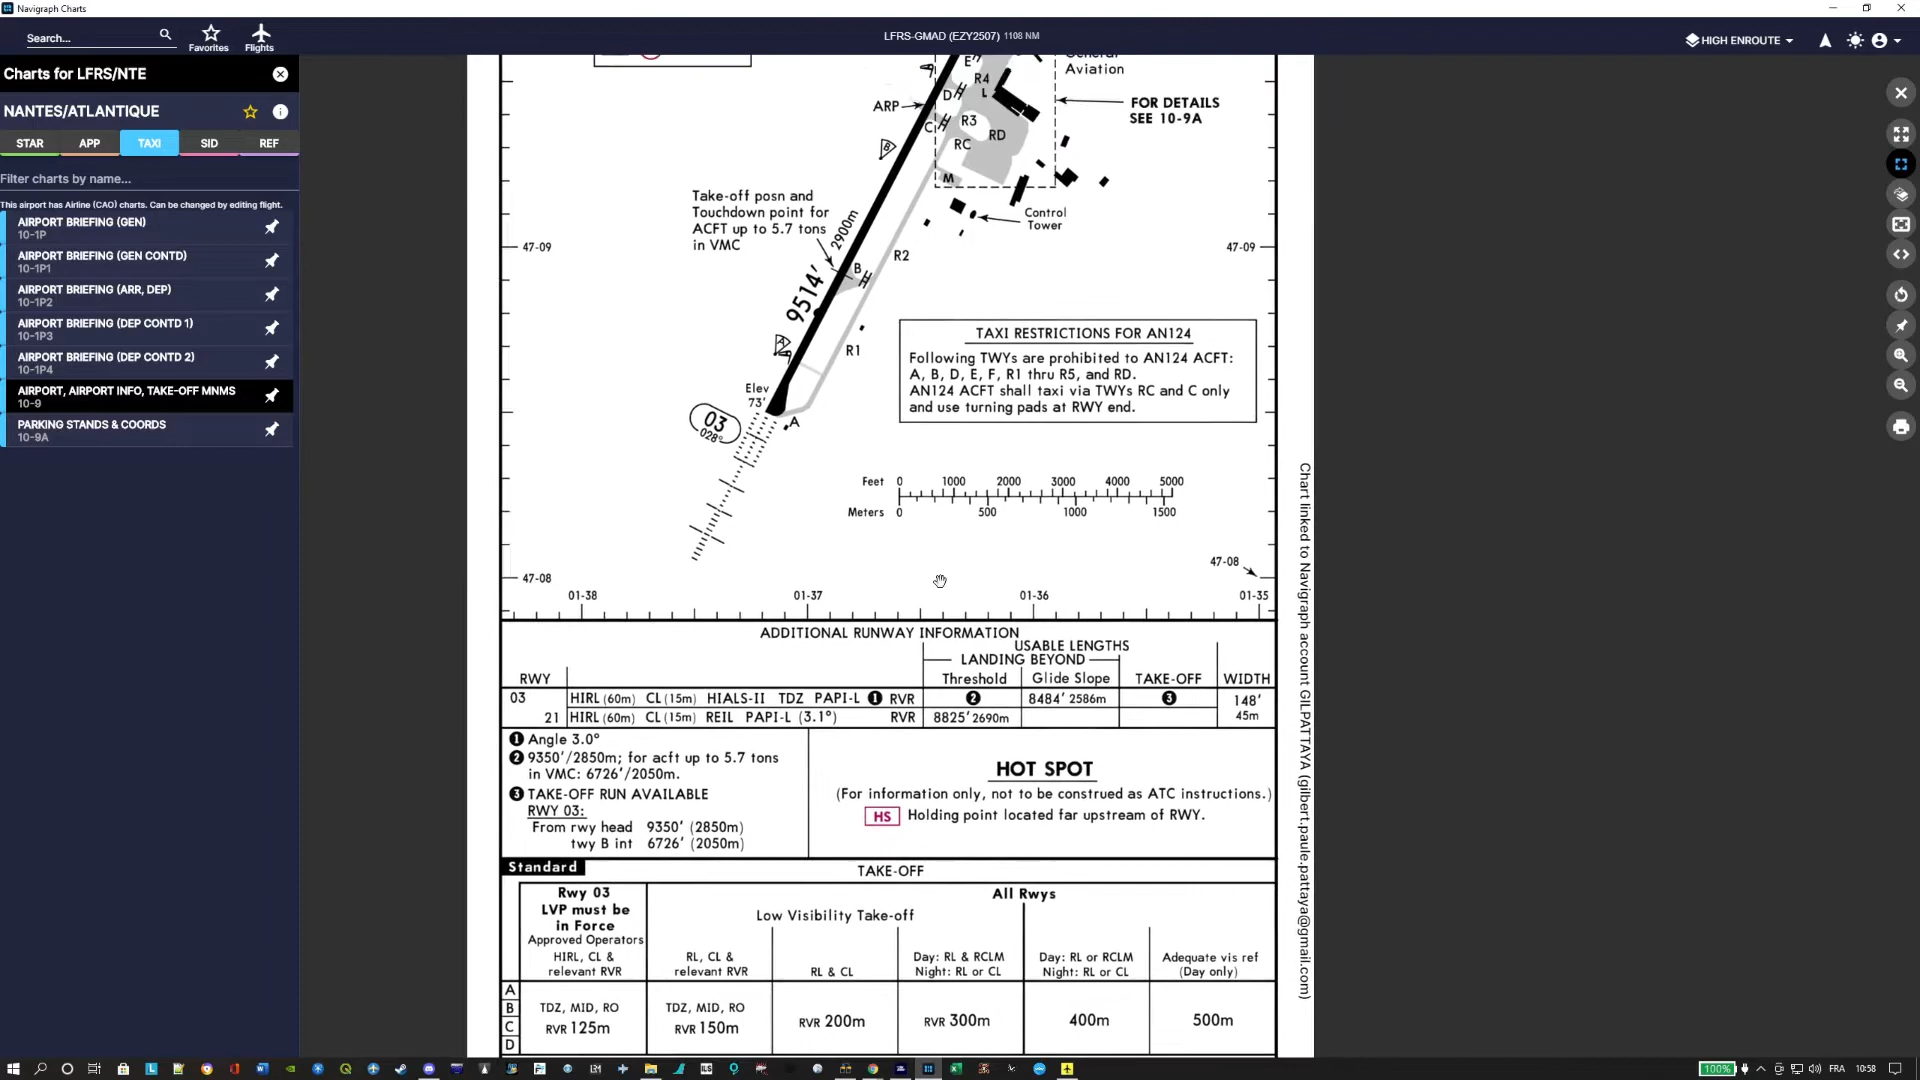 Navigraph Charts
Search...
Favorites
Flights
LFRS-GMAD (EZY2507) 1108 NM
HIGH ENROUTE
Charts for LFRS/NTE
NANTES/ATLANTIQUE
STAR
APP
TAXI
SID
REF
Filter charts by name...
This airport has Airline (CAO) charts. Can be changed by editing flight.
AIRPORT BRIEFING (GEN)
10-1P
AIRPORT BRIEFING (GEN CONTD)
10-1P1
AIRPORT BRIEFING (ARR, DEP)
10-1P2
AIRPORT BRIEFING (DEP CONTD 1)
10-1P3
AIRPORT BRIEFING (DEP CONTD 2)
10-1P4
AIRPORT, AIRPORT INFO, TAKE-OFF MNMS
10-9
PARKING STANDS & COORDS
10-9A
General
Aviation
E
R4
L
D
ARP
FOR DETAILS
SEE 10-9A
C
R3
RD
RC
B
M
Take-off posn and
Touchdown point for
ACFT up to 5.7 tons
in VMC
Control
Tower
2900m
47-09
47-09
R2
B
9514'
TAXI RESTRICTIONS FOR AN124
Following TWYs are prohibited to AN124 ACFT:
A, B, D, E, F, R1 thru R5, and RD.
AN124 ACFT shall taxi via TWYs RC and C only
and use turning pads at RWY end.
A
R1
Elev
73'
03
028°
A
Feet 0 1000 2000 3000 4000 5000
Meters 0 500 1000 1500
47-08
47-08
01-38 01-37 01-36 01-35
ADDITIONAL RUNWAY INFORMATION
USABLE LENGTHS
LANDING BEYOND
RWY Threshold Glide Slope TAKE-OFF WIDTH
03 HIRL (60m) CL (15m) HIALS-II TDZ PAPI-L ❶ RVR ❷ 8484' 2586m ❸ 148'
21 HIRL (60m) CL (15m) REIL PAPI-L (3.1°) RVR 8825' 2690m 45m
❶ Angle 3.0°
❷ 9350'/2850m; for acft up to 5.7 tons
in VMC: 6726'/2050m.
❸ TAKE-OFF RUN AVAILABLE
RWY 03:
From rwy head 9350' (2850m)
twy B int 6726' (2050m)
HOT SPOT
(For information only, not to be construed as ATC instructions.)
HS Holding point located far upstream of RWY.
Standard
TAKE-OFF
Rwy 03
LVP must be
in Force
Approved Operators
HIRL, CL &
relevant RVR
All Rwys
Low Visibility Take-off
RL, CL &
relevant RVR
RL & CL
Day: RL & RCLM
Night: RL or CL
Day: RL or RCLM
Night: RL or CL
Adequate vis ref
(Day only)
A
B
C
D
TDZ, MID, RO
RVR 125m
TDZ, MID, RO
RVR 150m
RVR 200m
RVR 300m
400m
500m
Chart linked to Navigraph account GILPATTAYA (gilbert.paule.pattaya@gmail.com)
100%
FRA
10:58